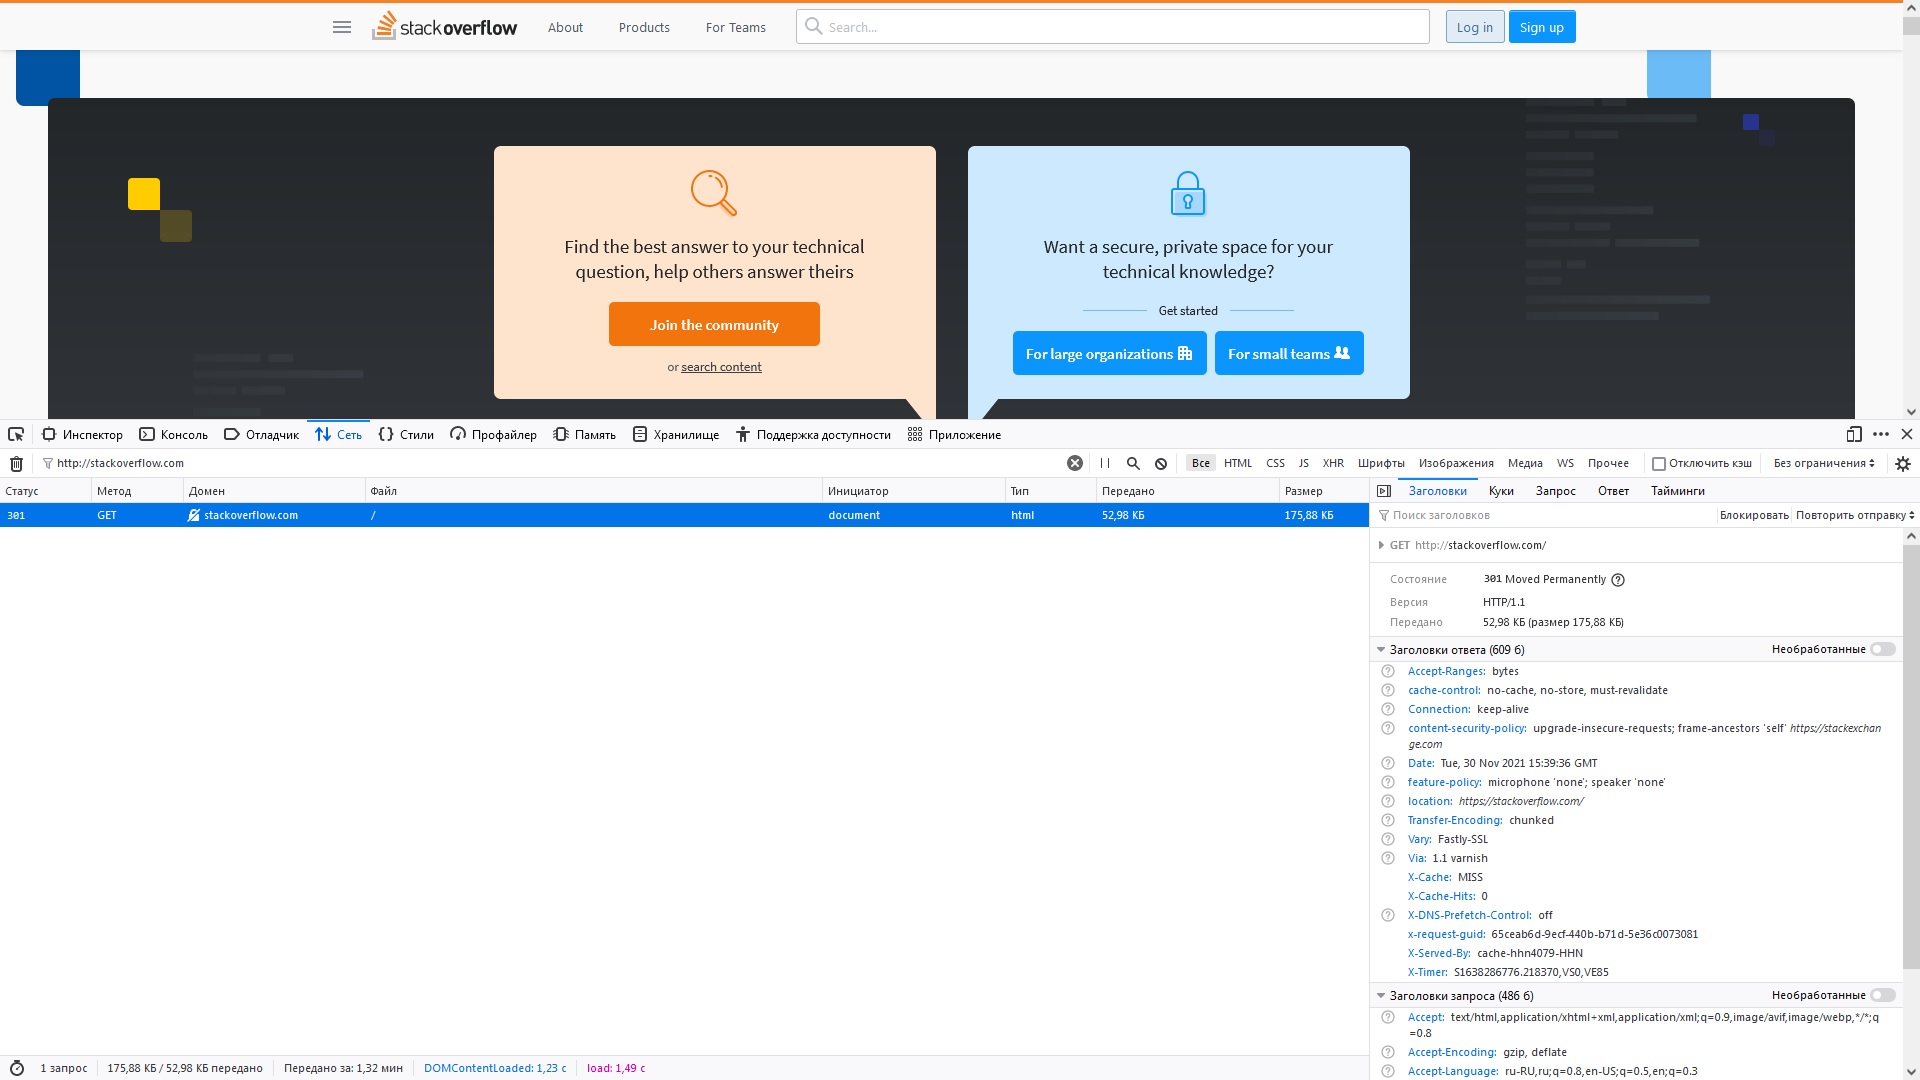 stackoverflow
About
Products
For Teams
Search...
Log in
Sign up
Find the best answer to your technical
question, help others answer theirs
Join the community
or search content
Want a secure, private space for your
technical knowledge?
Get started
For large organizations
For small teams
Инспектор
Консоль
Отладчик
Сеть
Стили
Профайлер
Память
Хранилище
Поддержка доступности
Приложение
http://stackoverflow.com
Все
HTML
CSS
JS
XHR
Шрифты
Изображения
Медиа
WS
Прочее
Отключить кэш
Без ограничения
Статус
Метод
Домен
Файл
Инициатор
Тип
Передано
Размер
301
GET
stackoverflow.com
/
document
html
52,98 КБ
175,88 КБ
Заголовки
Куки
Запрос
Ответ
Тайминги
Поиск заголовков
Блокировать
Повторить отправку
GET http://stackoverflow.com/
Состояние 301 Moved Permanently
Версия HTTP/1.1
Передано 52,98 КБ (размер 175,88 КБ)
Заголовки ответа (609 б)
Необработанные
Accept-Ranges: bytes
cache-control: no-cache, no-store, must-revalidate
Connection: keep-alive
content-security-policy: upgrade-insecure-requests; frame-ancestors 'self' https://stackexchan
ge.com
Date: Tue, 30 Nov 2021 15:39:36 GMT
feature-policy: microphone 'none'; speaker 'none'
location: https://stackoverflow.com/
Transfer-Encoding: chunked
Vary: Fastly-SSL
Via: 1.1 varnish
X-Cache: MISS
X-Cache-Hits: 0
X-DNS-Prefetch-Control: off
x-request-guid: 65ceab6d-9ecf-440b-b71d-5e36c0073081
X-Served-By: cache-hhn4079-HHN
X-Timer: S1638286776.218370,VS0,VE85
Заголовки запроса (486 б)
Необработанные
Accept: text/html,application/xhtml+xml,application/xml;q=0.9,image/avif,image/webp,*/*;q
=0.8
Accept-Encoding: gzip, deflate
Accept-Language: ru-RU,ru;q=0.8,en-US;q=0.5,en;q=0.3
1 запрос
175,88 КБ / 52,98 КБ передано
Передано за: 1,32 мин
DOMContentLoaded: 1,23 с
load: 1,49 с